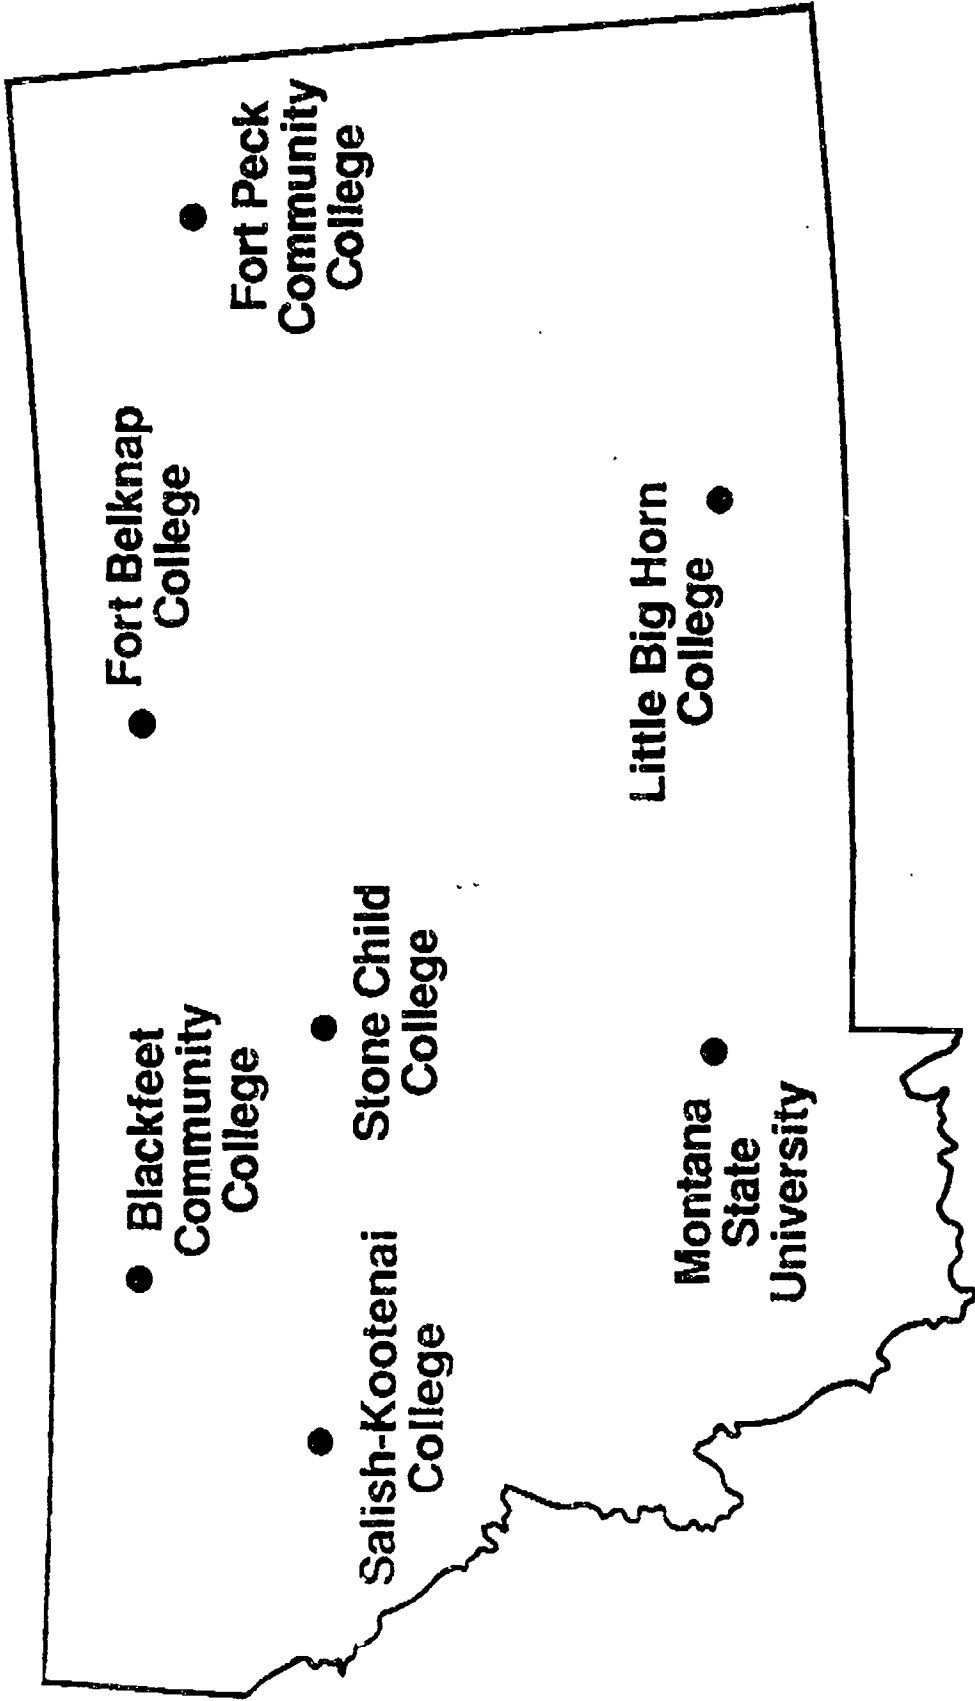 Blackfeet
Community
College
Fort Belknap
College
Fort Peck
Community
College
Salish-Kootenai
College
Stone Child
College
Montana
State
University
Little Big Horn
College